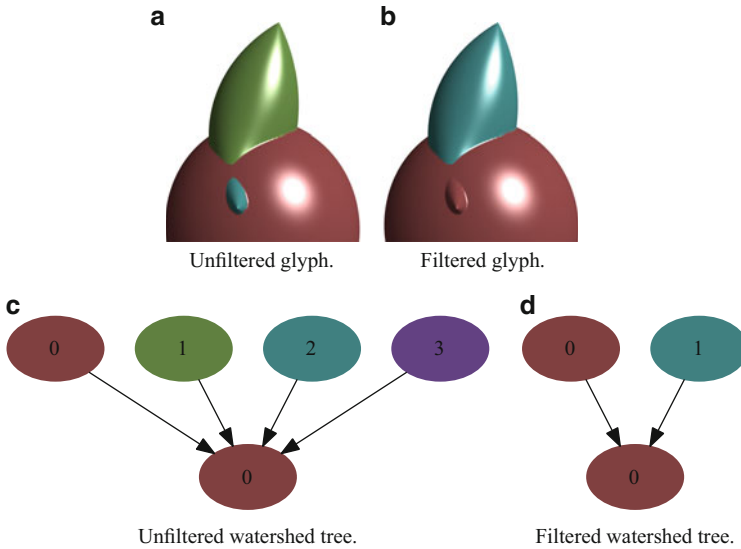 a
b
Unfiltered glyph.
Filtered glyph.
c
d
0 1 2 3
0 1
0
0
Unfiltered watershed tree.
Filtered watershed tree.